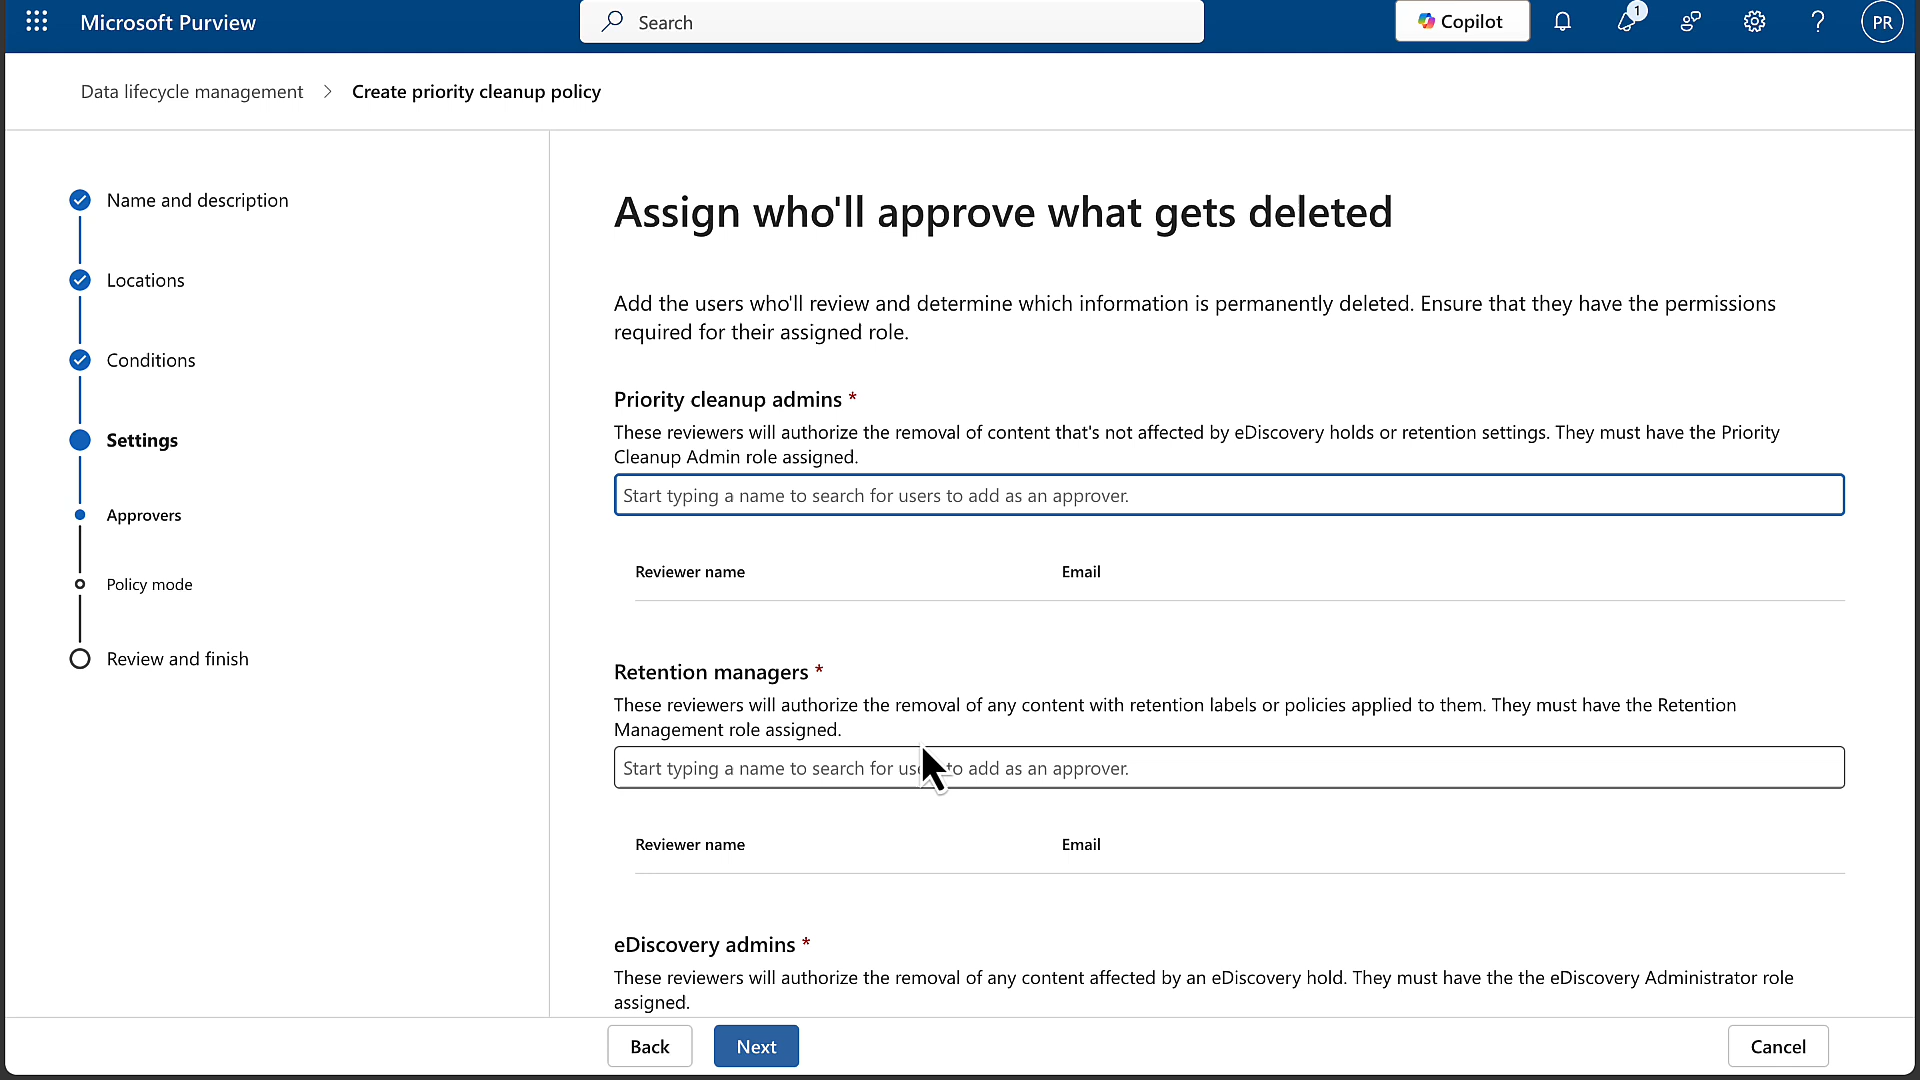 Microsoft Purview
Search
Copilot
1
PR
Data lifecycle management > Create priority cleanup policy
Name and description
Locations
Conditions
Settings
Approvers
Policy mode
Review and finish
Assign who'll approve what gets deleted
Add the users who'll review and determine which information is permanently deleted. Ensure that they have the permissions
required for their assigned role.
Priority cleanup admins *
These reviewers will authorize the removal of content that's not affected by eDiscovery holds or retention settings. They must have the Priority
Cleanup Admin role assigned.
Start typing a name to search for users to add as an approver.
Reviewer name Email
Retention managers *
These reviewers will authorize the removal of any content with retention labels or policies applied to them. They must have the Retention
Management role assigned.
Start typing a name to search for users to add as an approver.
Reviewer name Email
eDiscovery admins *
These reviewers will authorize the removal of any content affected by an eDiscovery hold. They must have the the eDiscovery Administrator role
assigned.
Back Next Cancel